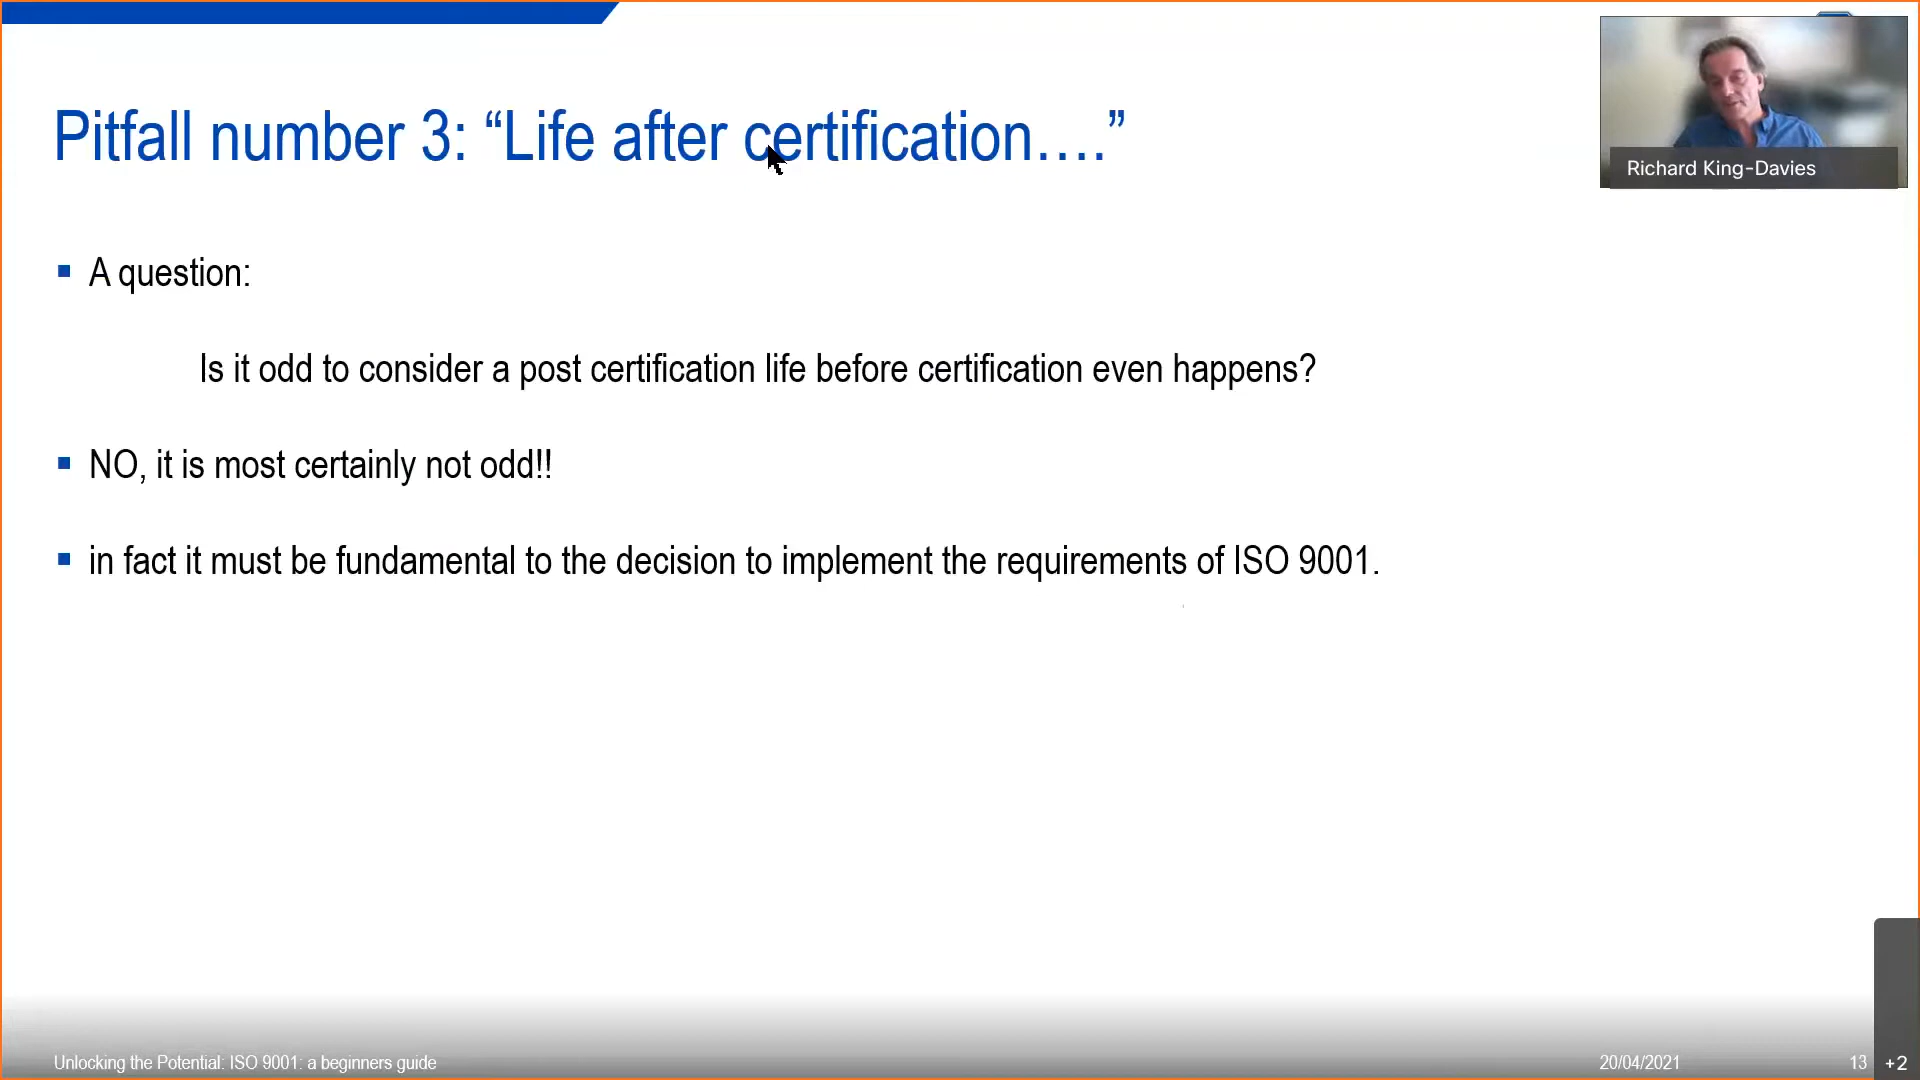 Pitfall number 3: “Life after certification….”
Richard King-Davies
A question:
Is it odd to consider a post certification life before certification even happens?
NO, it is most certainly not odd!!
in fact it must be fundamental to the decision to implement the requirements of ISO 9001.
Unlocking the Potential: ISO 9001: a beginners guide
20/04/2021
13
+2